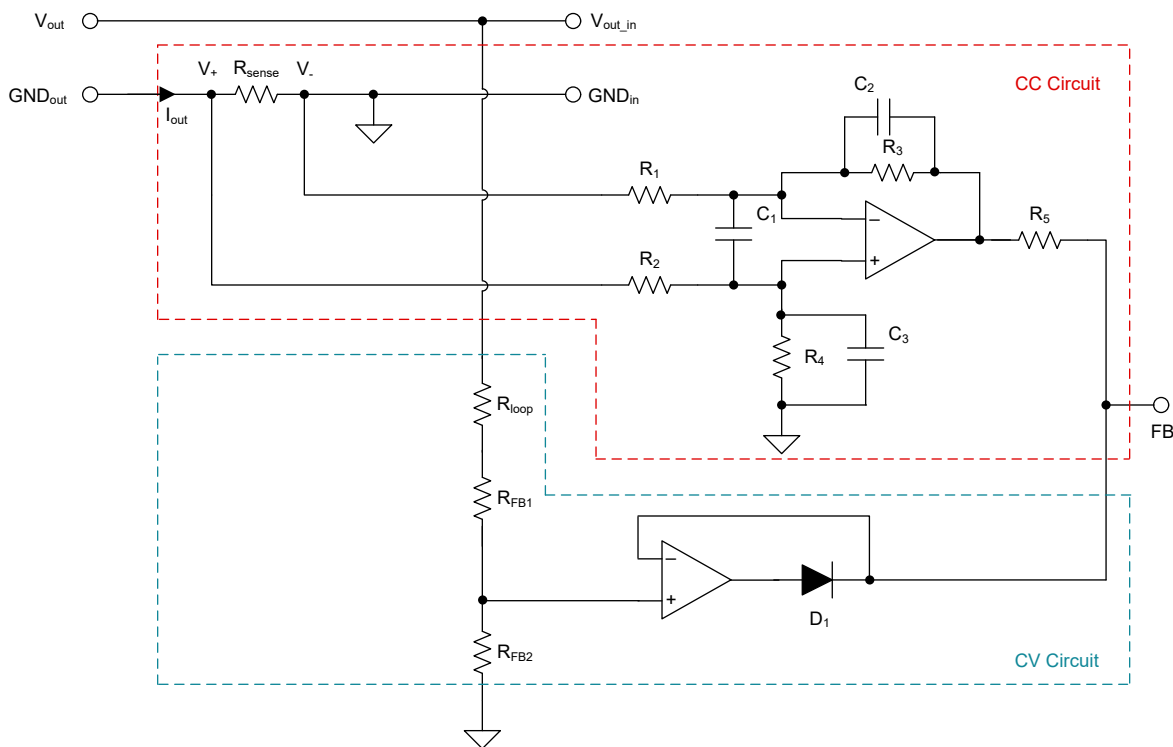 Vout
Vout_in
V+
Rsense
V-
CC Circuit
GNDout
Iout
GNDin
C2
R3
R1
C1
−
+
R5
R2
R4
C3
Rloop
FB
RFB1
−
+
D1
RFB2
CV Circuit